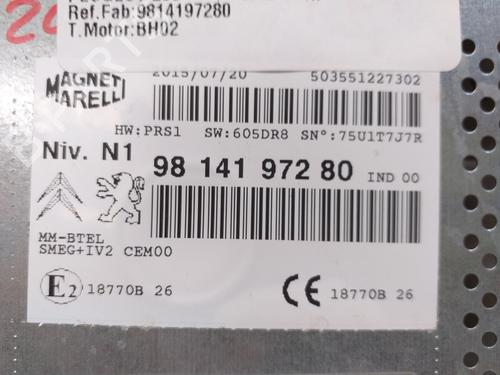 Ref.Fab:9814197280
T.Motor:BH02
MAGNETI
MARELLI
2015/07/20
503551227302
HW:PRS1 SW:605DR8 SN°:75U1T7J7R
Niv. N1
98 141 972 80 IND 00
MM-BTEL
SMEG+IV2 CEM00
E2 18770B 26
CE 18770B 26